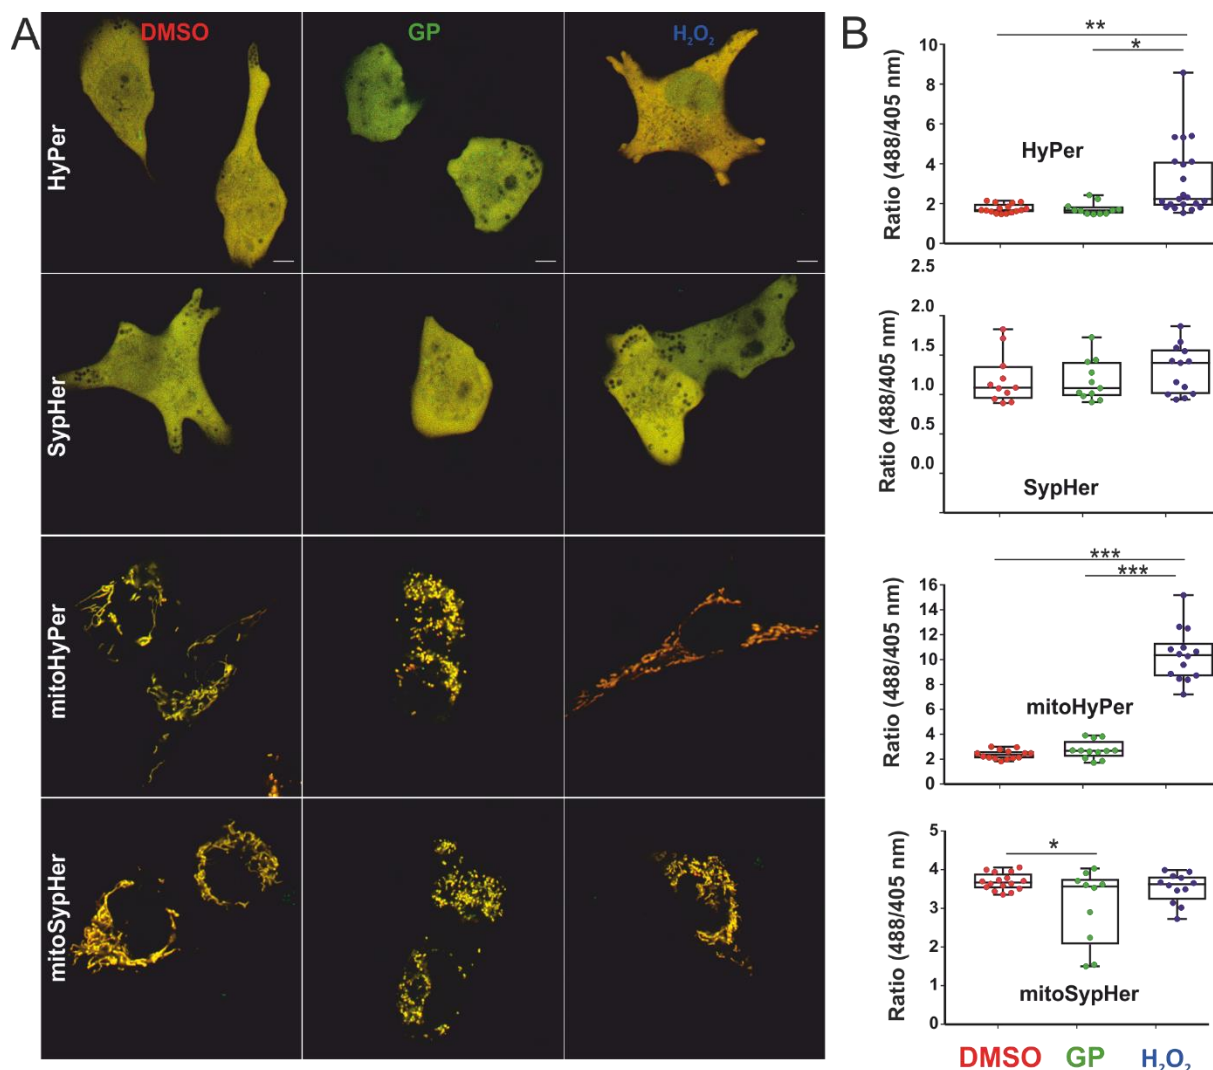 A
DMSO
GP
H₂O₂
HyPer
SypHer
mitoHyPer
mitoSypHer
B
**
*
10
8
6
4
2
0
Ratio (488/405 nm)
HyPer
2.5
2.0
1.5
1.0
0.5
0.0
Ratio (488/405 nm)
SypHer
***
***
16
14
12
10
8
6
4
2
0
Ratio (488/405 nm)
mitoHyPer
*
5
4
3
2
1
0
Ratio (488/405 nm)
mitoSypHer
DMSO
GP
H₂O₂